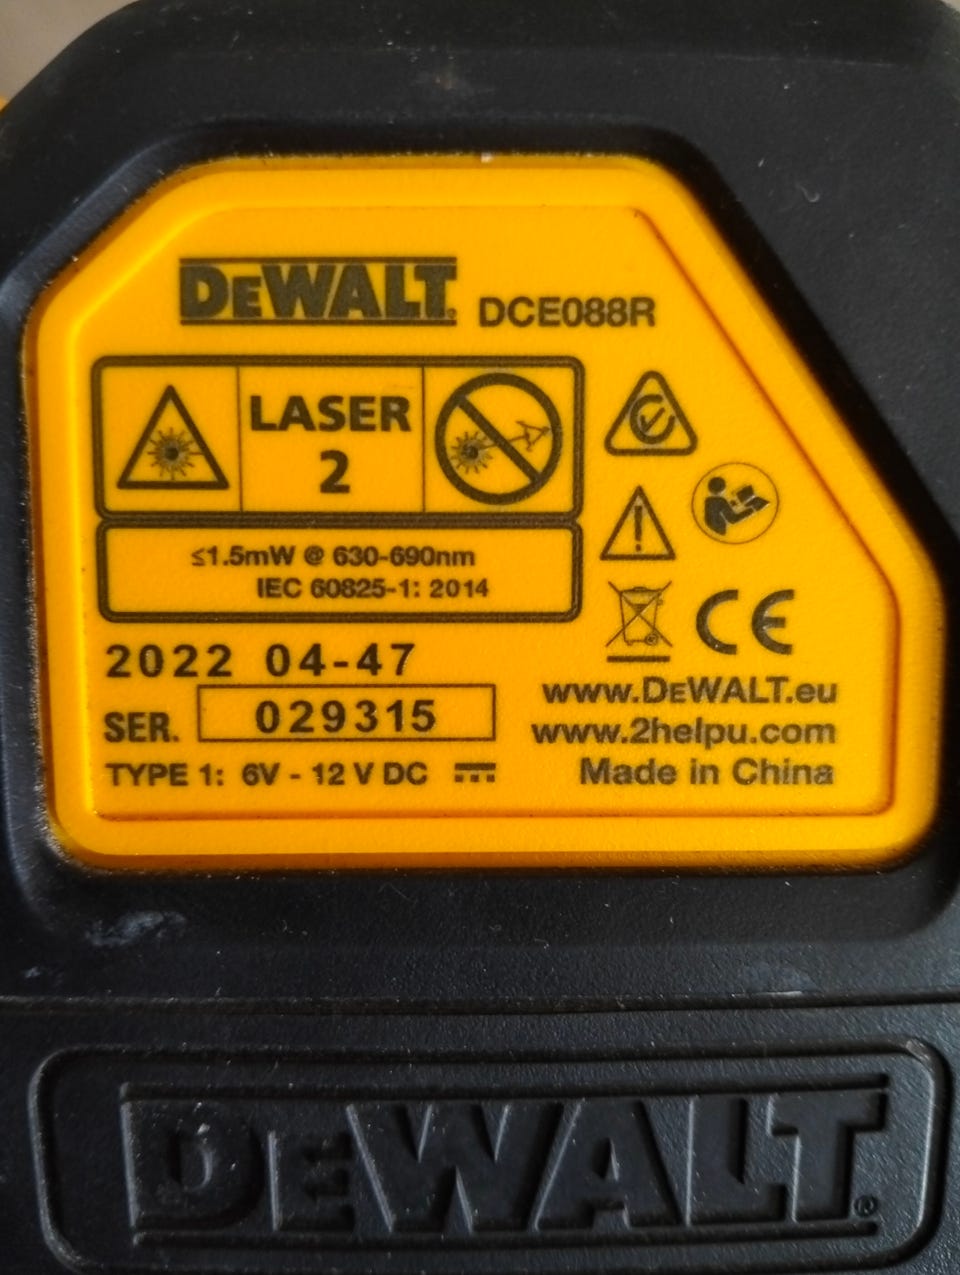 DEWALT. DCE088R
LASER
2
≤1.5mW @ 630-690nm
IEC 60825-1: 2014
CE
2022 04-47
SER. 029315
TYPE 1: 6V - 12 V DC
www.DEWALT.eu
www.2helpu.com
Made in China
DEWALT®